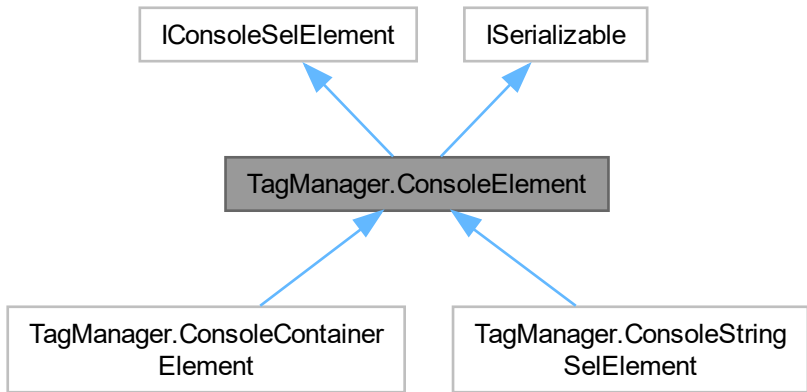 IConsoleSelElement
ISerializable
TagManager.ConsoleElement
TagManager.ConsoleContainer
Element
TagManager.ConsoleString
SelElement